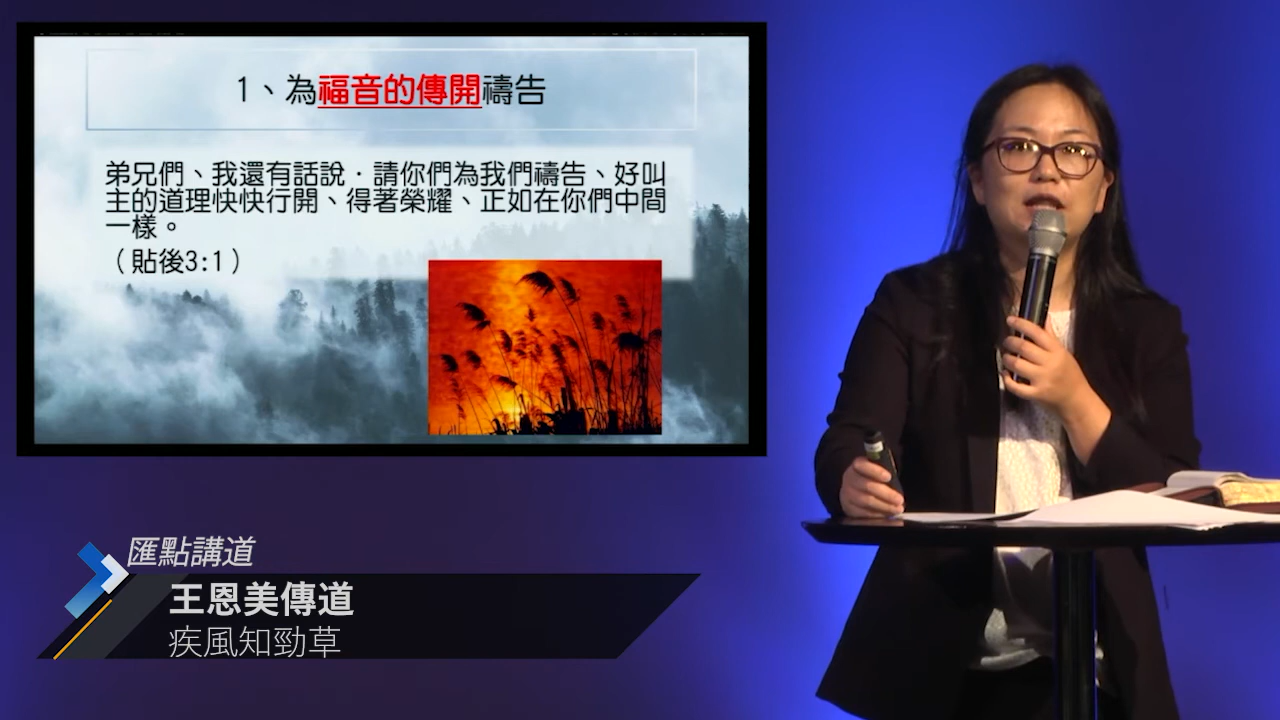 1、為福音的傳開禱告
弟兄們、我還有話說．請你們為我們禱告、好叫
主的道理快快行開、得著榮耀、正如在你們中間
一樣。
（貼後3:1）
匯點講道
王恩美傳道
疾風知勁草